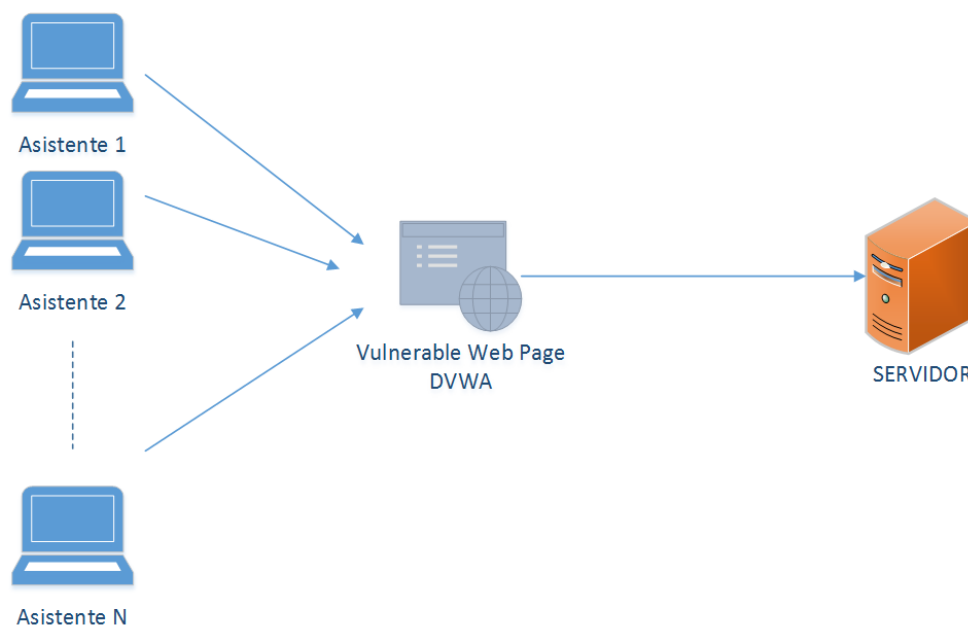 Asistente 1
Asistente 2
Vulnerable Web Page
DVWA
SERVIDOR
Asistente N